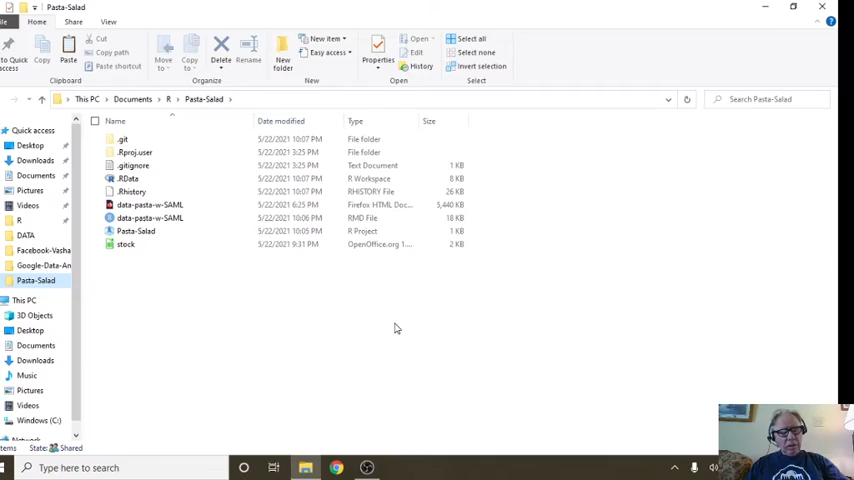 Pasta-Salad
File Home Share View
to Quick
access
Copy
Paste
Cut
Copy path
Paste shortcut
Clipboard
Move
to
Copy
to
Delete
Rename
Organize
New
folder
New item
Easy access
New
Properties
Open
Edit
History
Open
Select all
Select none
Invert selection
Select
This PC > Documents > R > Pasta-Salad >
Search Pasta-Salad
Name Date modified Type Size
.git 5/22/2021 10:07 PM File folder
.Rproj.user 5/22/2021 3:25 PM File folder
.gitignore 5/22/2021 3:25 PM Text Document 1 KB
.RData 5/22/2021 10:07 PM R Workspace 8 KB
.Rhistory 5/22/2021 10:07 PM RHISTORY File 26 KB
data-pasta-w-SAML 5/22/2021 6:25 PM Firefox HTML Doc... 5,440 KB
data-pasta-w-SAML 5/22/2021 10:06 PM RMD File 18 KB
Pasta-Salad 5/22/2021 10:05 PM R Project 1 KB
stock 5/22/2021 9:31 PM OpenOffice.org 1.... 2 KB
Quick access
Desktop
Downloads
Documents
Pictures
Videos
R
DATA
Facebook-Vasha
Google-Data-An
Pasta-Salad
This PC
3D Objects
Desktop
Documents
Downloads
Music
Pictures
Videos
Windows (C:)
Network
items State: Shared
Type here to search